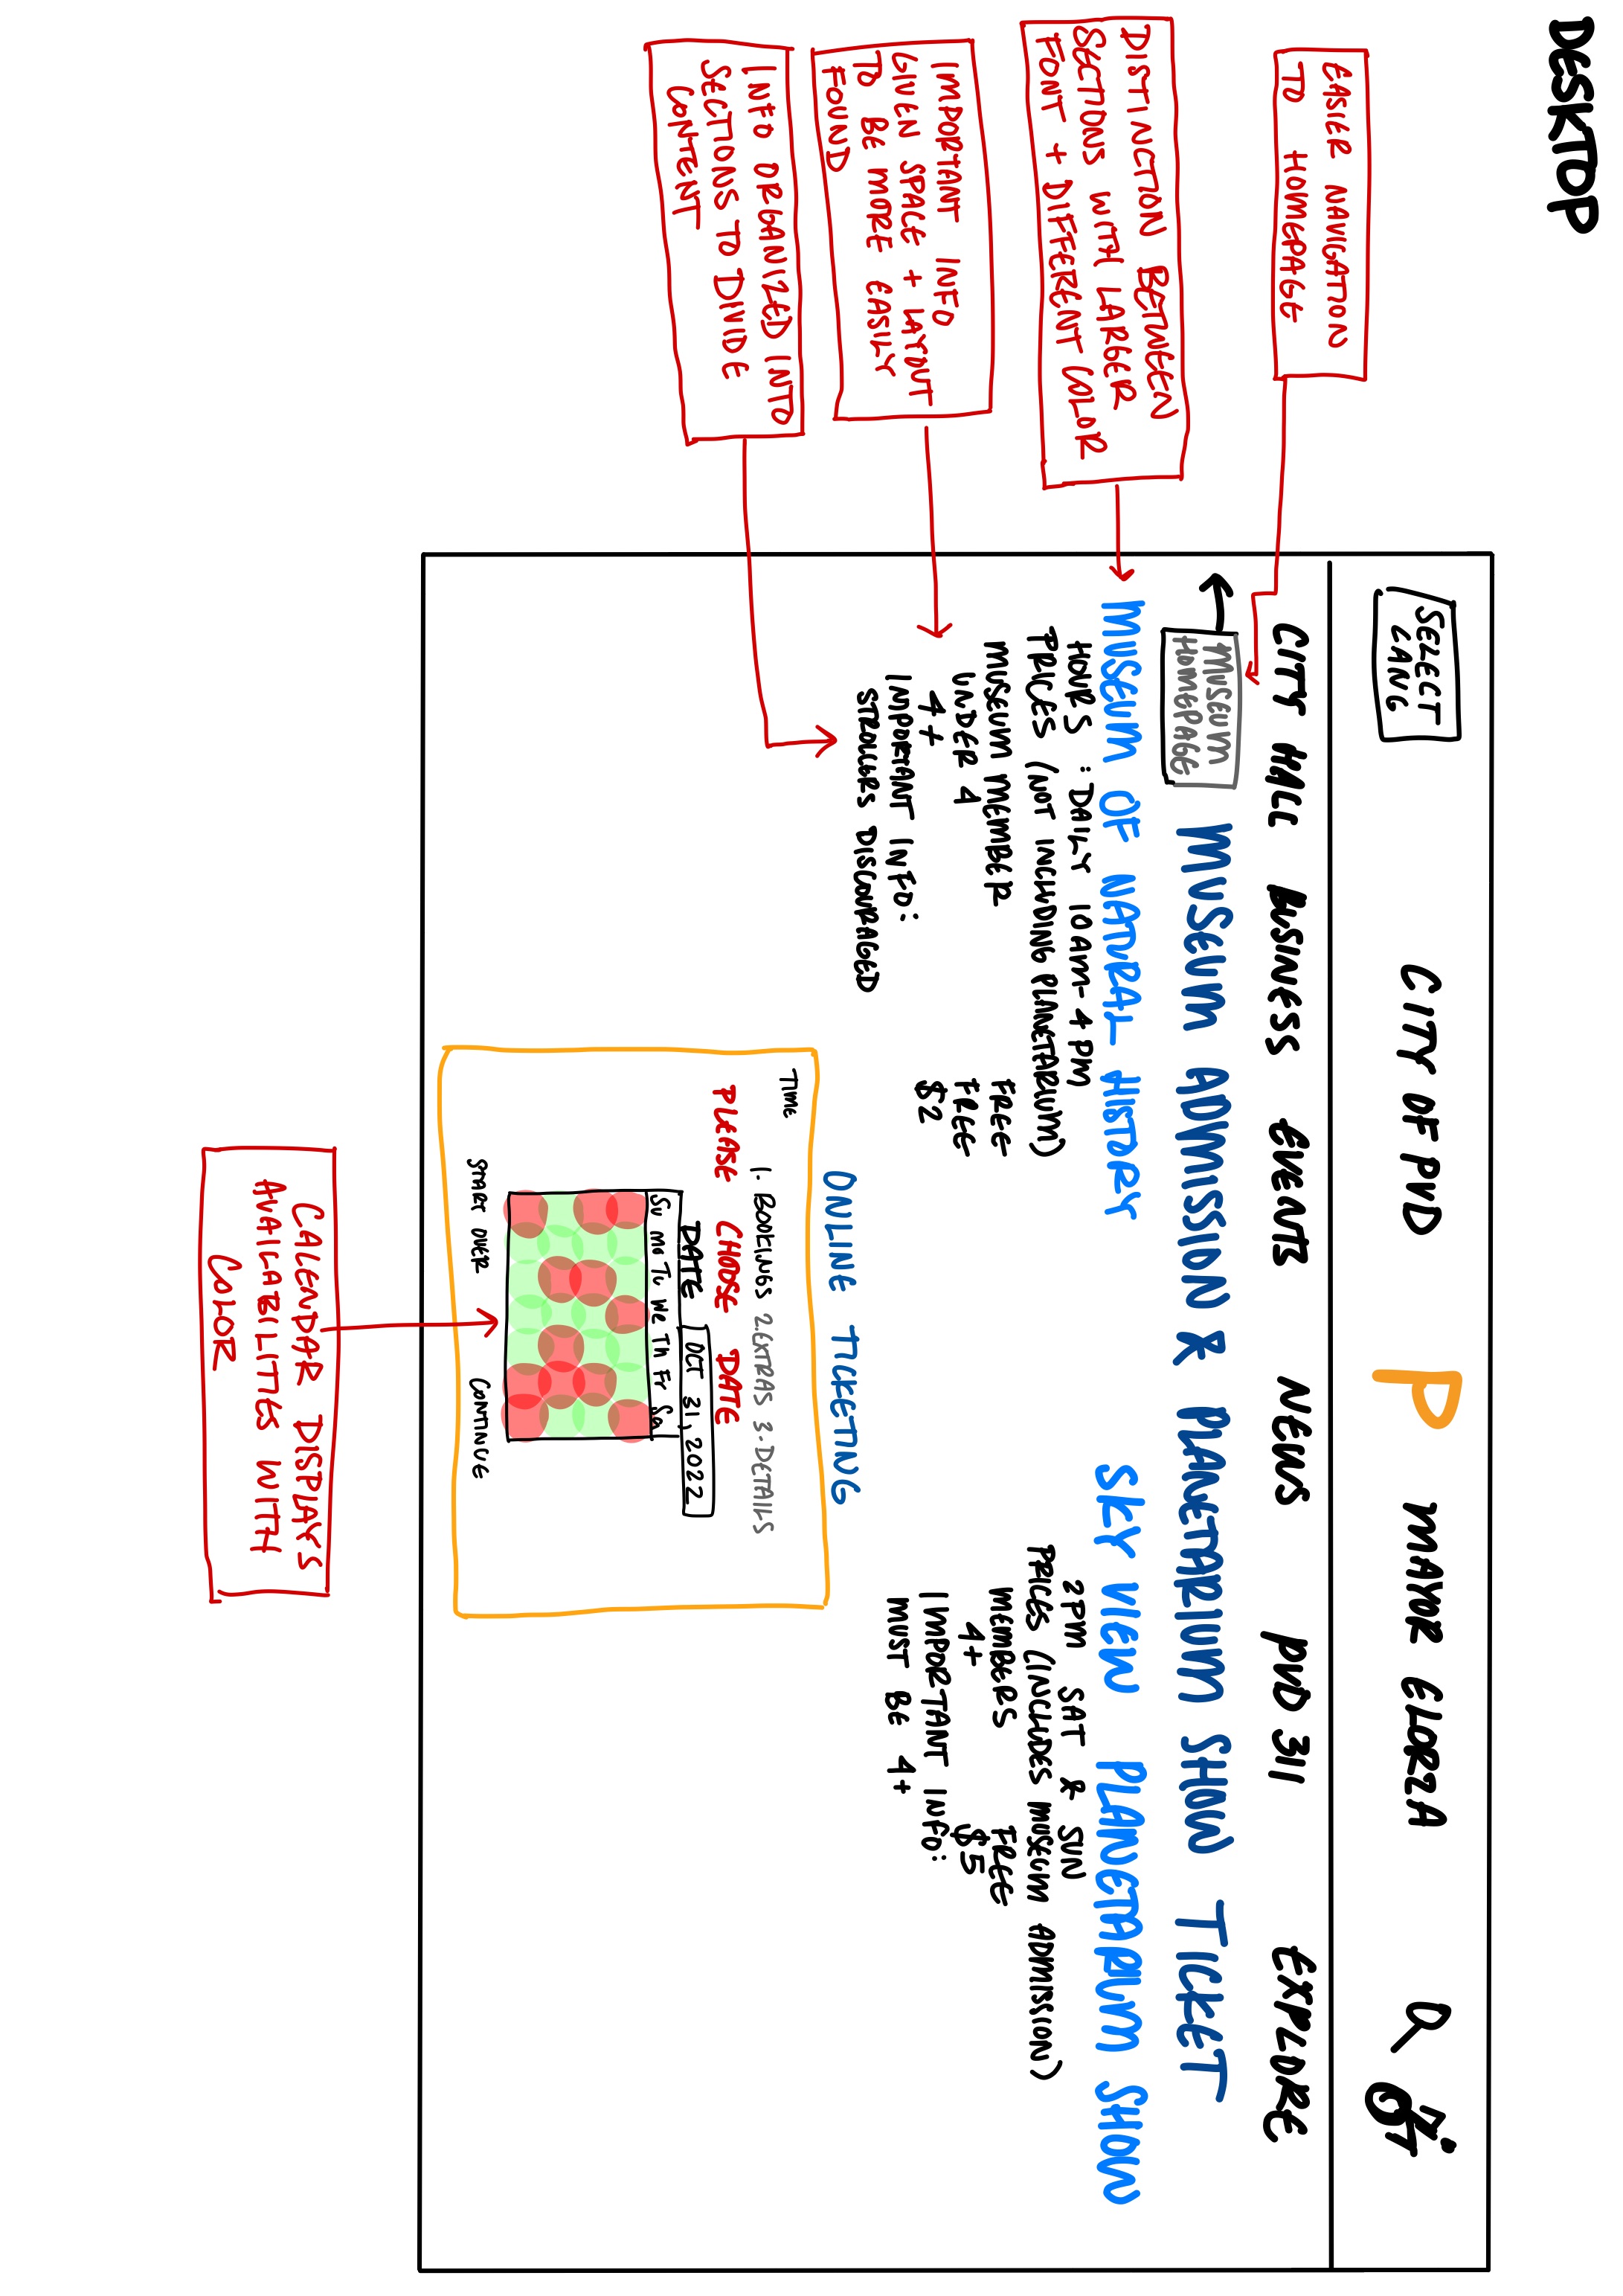 DESKTOP
SELECT
LANG
CITY OF PVD
P
MAYOR ELORZA
EASIER NAVIGATION
TO HOMEPAGE
CITY HALL BUSINESS EVENTS NEWS PVD 311 EXPLORE
MUSEUM
HOMEPAGE
MUSEUM ADMISSION & PLANETARIUM SHOW TICKET
DISTINCTION BETWEEN
SECTIONS WITH LARGER
FONT + DIFFERENT COLOR
MUSEUM OF NATURAL HISTORY
HOURS : DAILY 10AM-4 PM
PRICES (NOT INCLUDING PLANETARIUM)
MUSEUM MEMBER FREE
UNDER 4 FREE
4+ $2
IMPORTANT INFO:
STROLLERS DISCOURAGED
SKY VIEW PLANETARIUM SHOW
2PM SAT & SUN
PRICES (INCLUDES MUSEUM ADMISSION)
MEMBERS FREE
4+ $5
IMPORTANT INFO:
MUST BE 4+
IMPORTANT INFO
GIVEN SPACE + LAYOUT
TO BE MORE EASILY
FOUND
INFO ORGANIZED INTO
SECTIONS TO DIVIDE
CONTENT
ONLINE TICKETING
TIME
1. BOOKINGS 2.EXTRAS 3.DETAILS
PLEASE CHOOSE DATE
DATE OCT 31, 2022
Su Mo Tu We Th Fr Sa
START OVER CONTINUE
CALENDAR DISPLAYS
AVAILABILITIES WITH
COLOR